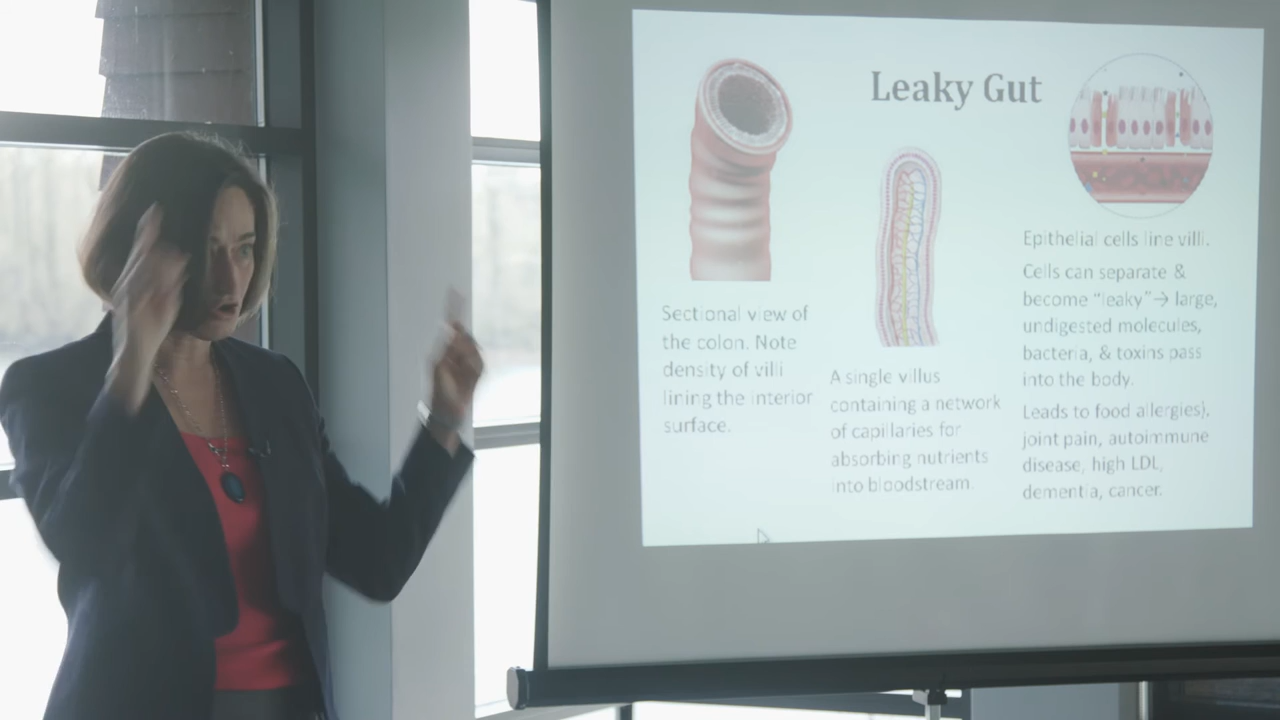 Leaky Gut
Sectional view of
the colon. Note
density of villi
lining the interior
surface.
A single villus
containing a network
of capillaries for
absorbing nutrients
into bloodstream.
Epithelial cells line villi.
Cells can separate &
become “leaky”→ large,
undigested molecules,
bacteria, & toxins pass
into the body.
Leads to food allergies),
joint pain, autoimmune
disease, high LDL,
dementia, cancer.